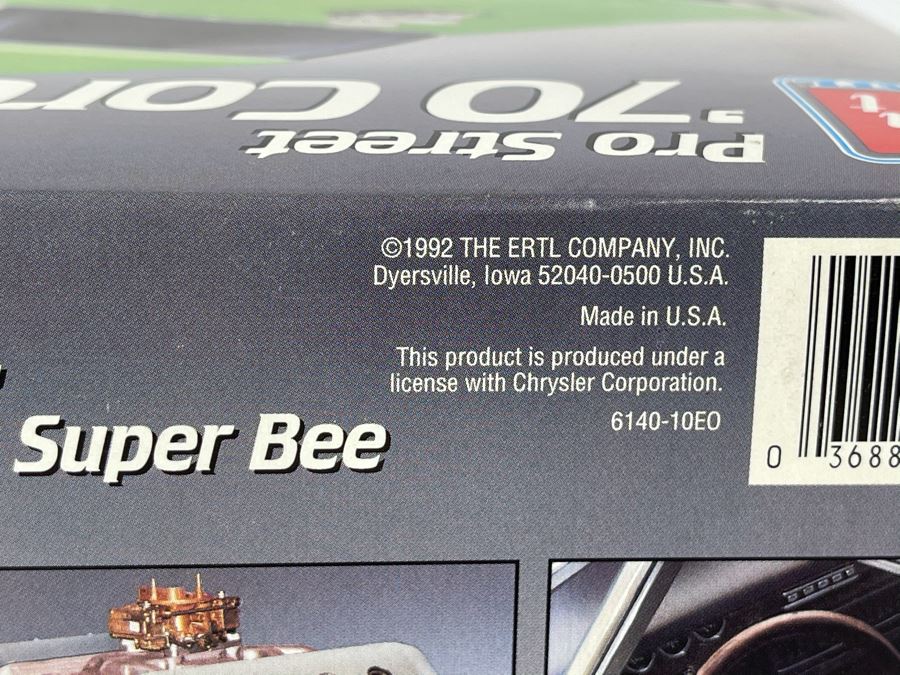 '70 Coro
Pro Street
©1992 THE ERTL COMPANY, INC.
Dyersville, Iowa 52040-0500 U.S.A.
Made in U.S.A.
This product is produced under a
license with Chrysler Corporation.
6140-10EO
Super Bee
0 3688